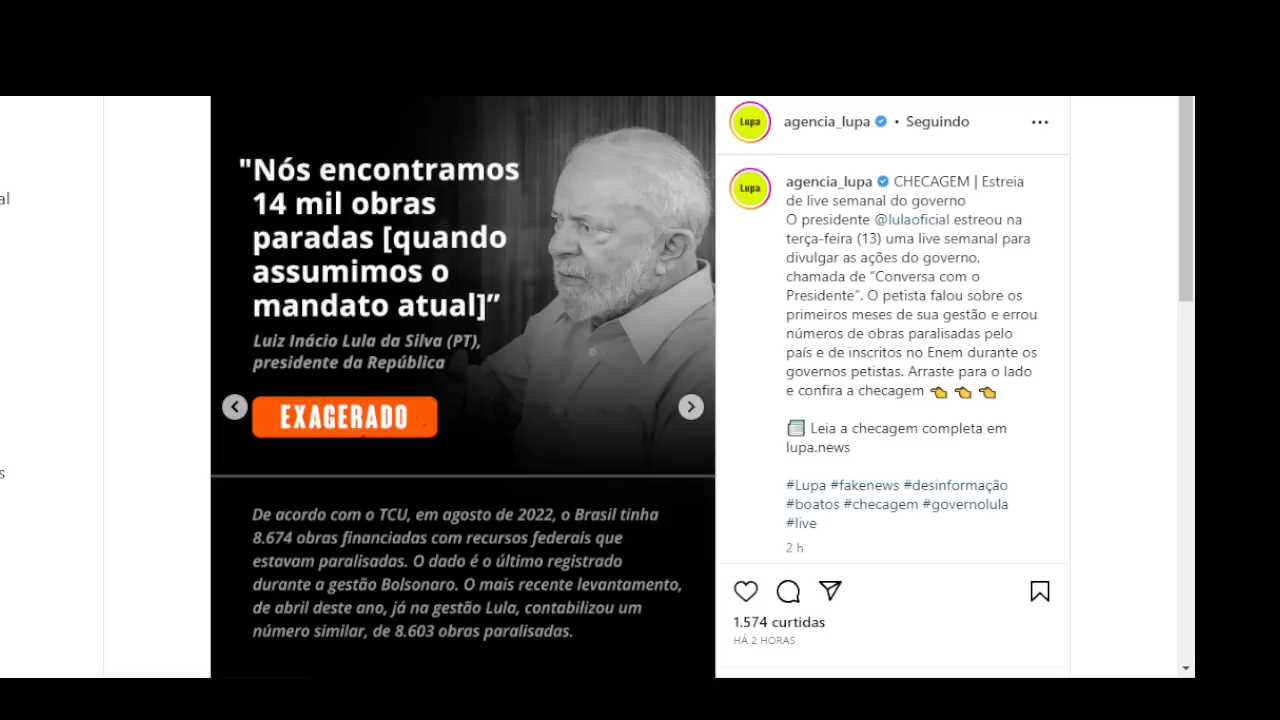 al
s
"Nós encontramos
14 mil obras
paradas [quando
assumimos o
mandato atual]”
Luiz Inácio Lula da Silva (PT),
presidente da República
EXAGERADO
De acordo com o TCU, em agosto de 2022, o Brasil tinha
8.674 obras financiadas com recursos federais que
estavam paralisadas. O dado é o último registrado
durante a gestão Bolsonaro. O mais recente levantamento,
de abril deste ano, já na gestão Lula, contabilizou um
número similar, de 8.603 obras paralisadas.
Lupa
agencia_lupa • Seguindo
Lupa
agencia_lupa CHECAGEM | Estreia
de live semanal do governo
O presidente @lulaoficial estreou na
terça-feira (13) uma live semanal para
divulgar as ações do governo,
chamada de “Conversa com o
Presidente”. O petista falou sobre os
primeiros meses de sua gestão e errou
números de obras paralisadas pelo
país e de inscritos no Enem durante os
governos petistas. Arraste para o lado
e confira a checagem 👈 👈 👈
Leia a checagem completa em
lupa.news
#Lupa #fakenews #desinformação
#boatos #checagem #governolula
#live
2 h
1.574 curtidas
HÁ 2 HORAS